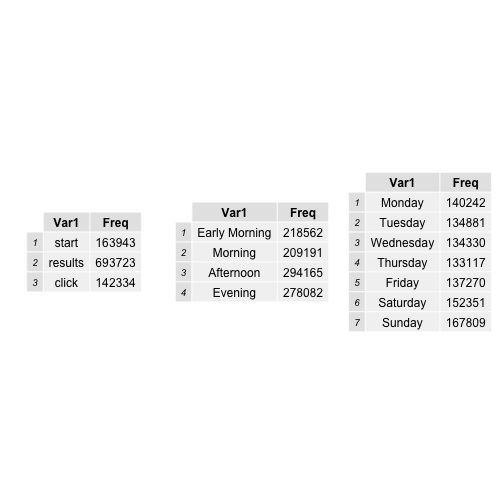 Var1 Freq
1 start 163943
2 results 693723
3 click 142334
Var1 Freq
1 Early Morning 218562
2 Morning 209191
3 Afternoon 294165
4 Evening 278082
Var1 Freq
1 Monday 140242
2 Tuesday 134881
3 Wednesday 134330
4 Thursday 133117
5 Friday 137270
6 Saturday 152351
7 Sunday 167809